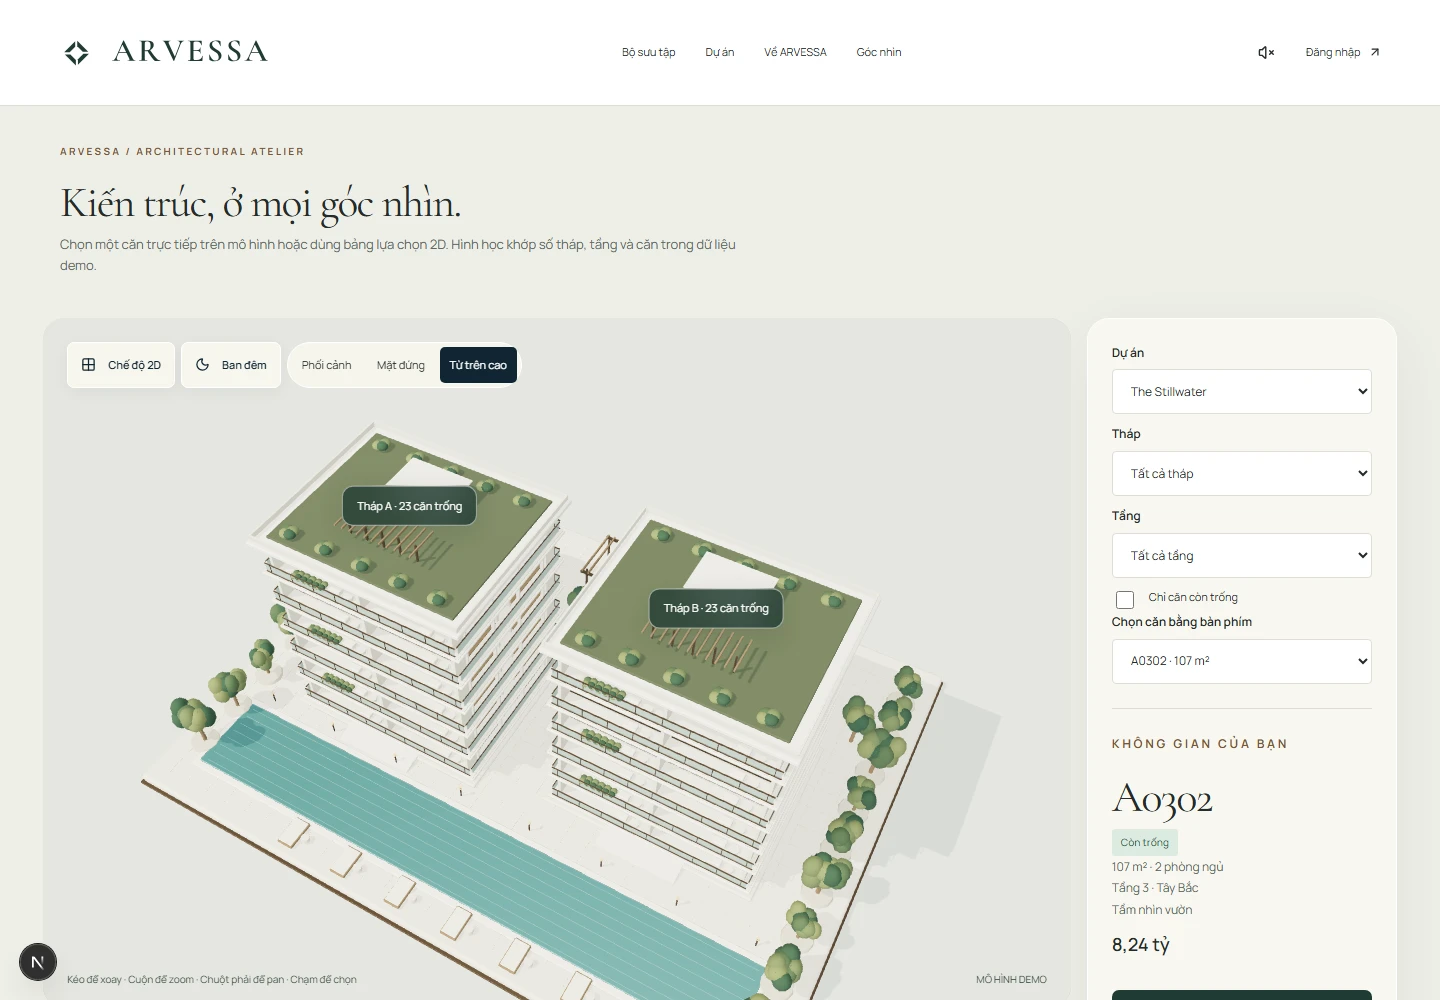 ARVESSA
Bộ sưu tập
Dự án
Về ARVESSA
Góc nhìn
Đăng nhập
ARVESSA / ARCHITECTURAL ATELIER
Kiến trúc, ở mọi góc nhìn.
Chọn một căn trực tiếp trên mô hình hoặc dùng bảng lựa chọn 2D. Hình học khớp số tháp, tầng và căn trong dữ liệu
demo.
Chế độ 2D
Ban đêm
Phối cảnh
Mặt đứng
Từ trên cao
Tháp A · 23 căn trống
Tháp B · 23 căn trống
Kéo để xoay · Cuộn để zoom · Chuột phải để pan · Chạm để chọn
MÔ HÌNH DEMO
N
Dự án
The Stillwater
Tháp
Tất cả tháp
Tầng
Tất cả tầng
Chỉ căn còn trống
Chọn căn bằng bàn phím
A0302 · 107 m²
KHÔNG GIAN CỦA BẠN
A0302
Còn trống
107 m² · 2 phòng ngủ
Tầng 3 · Tây Bắc
Tầm nhìn vườn
8,24 tỷ